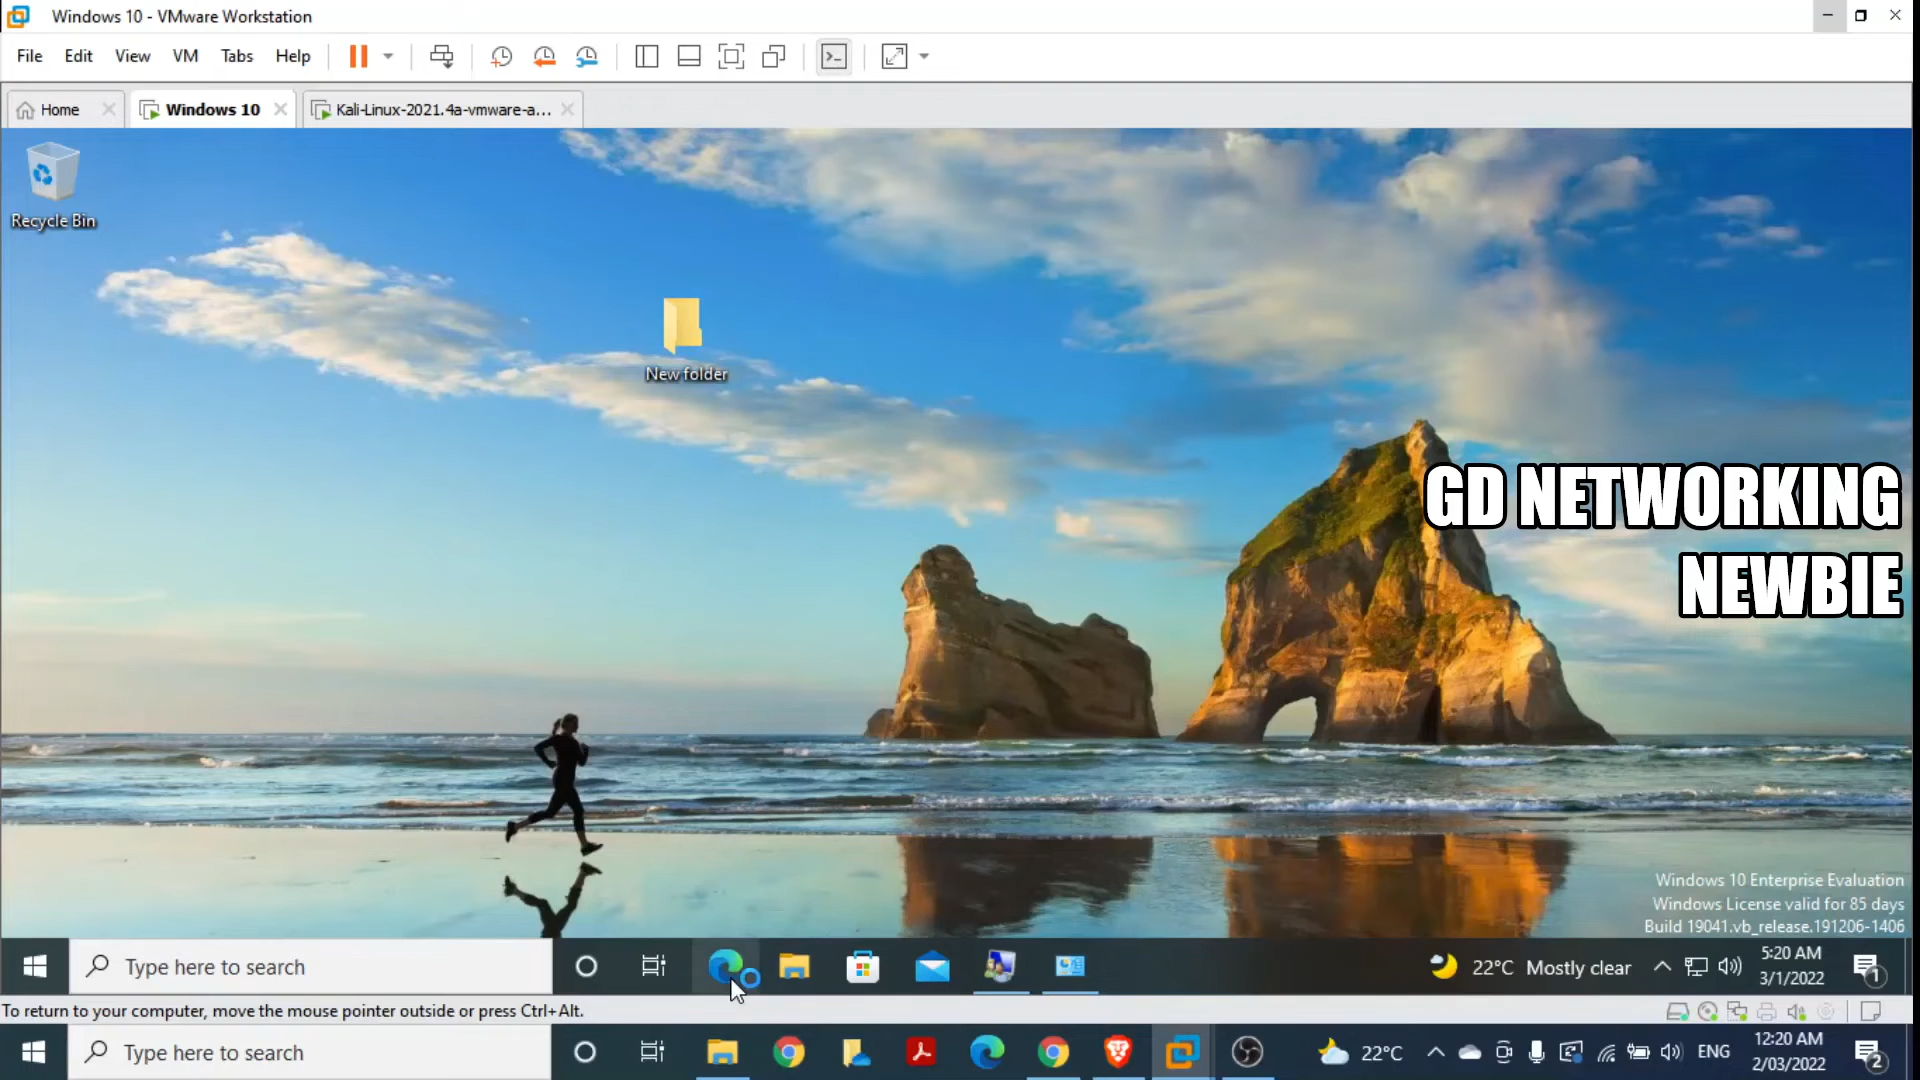 Windows 10 - VMware Workstation
File Edit View VM Tabs Help
Home Windows 10 Kali-Linux-2021.4a-vmware-a...
Recycle Bin
New folder
GD NETWORKING
NEWBIE
Windows 10 Enterprise Evaluation
Windows License valid for 85 days
Build 19041.vb_release.191206-1406
Type here to search 22°C Mostly clear 5:20 AM
3/1/2022
1
To return to your computer, move the mouse pointer outside or press Ctrl+Alt.
Type here to search 22°C ENG 12:20 AM
2/03/2022
2